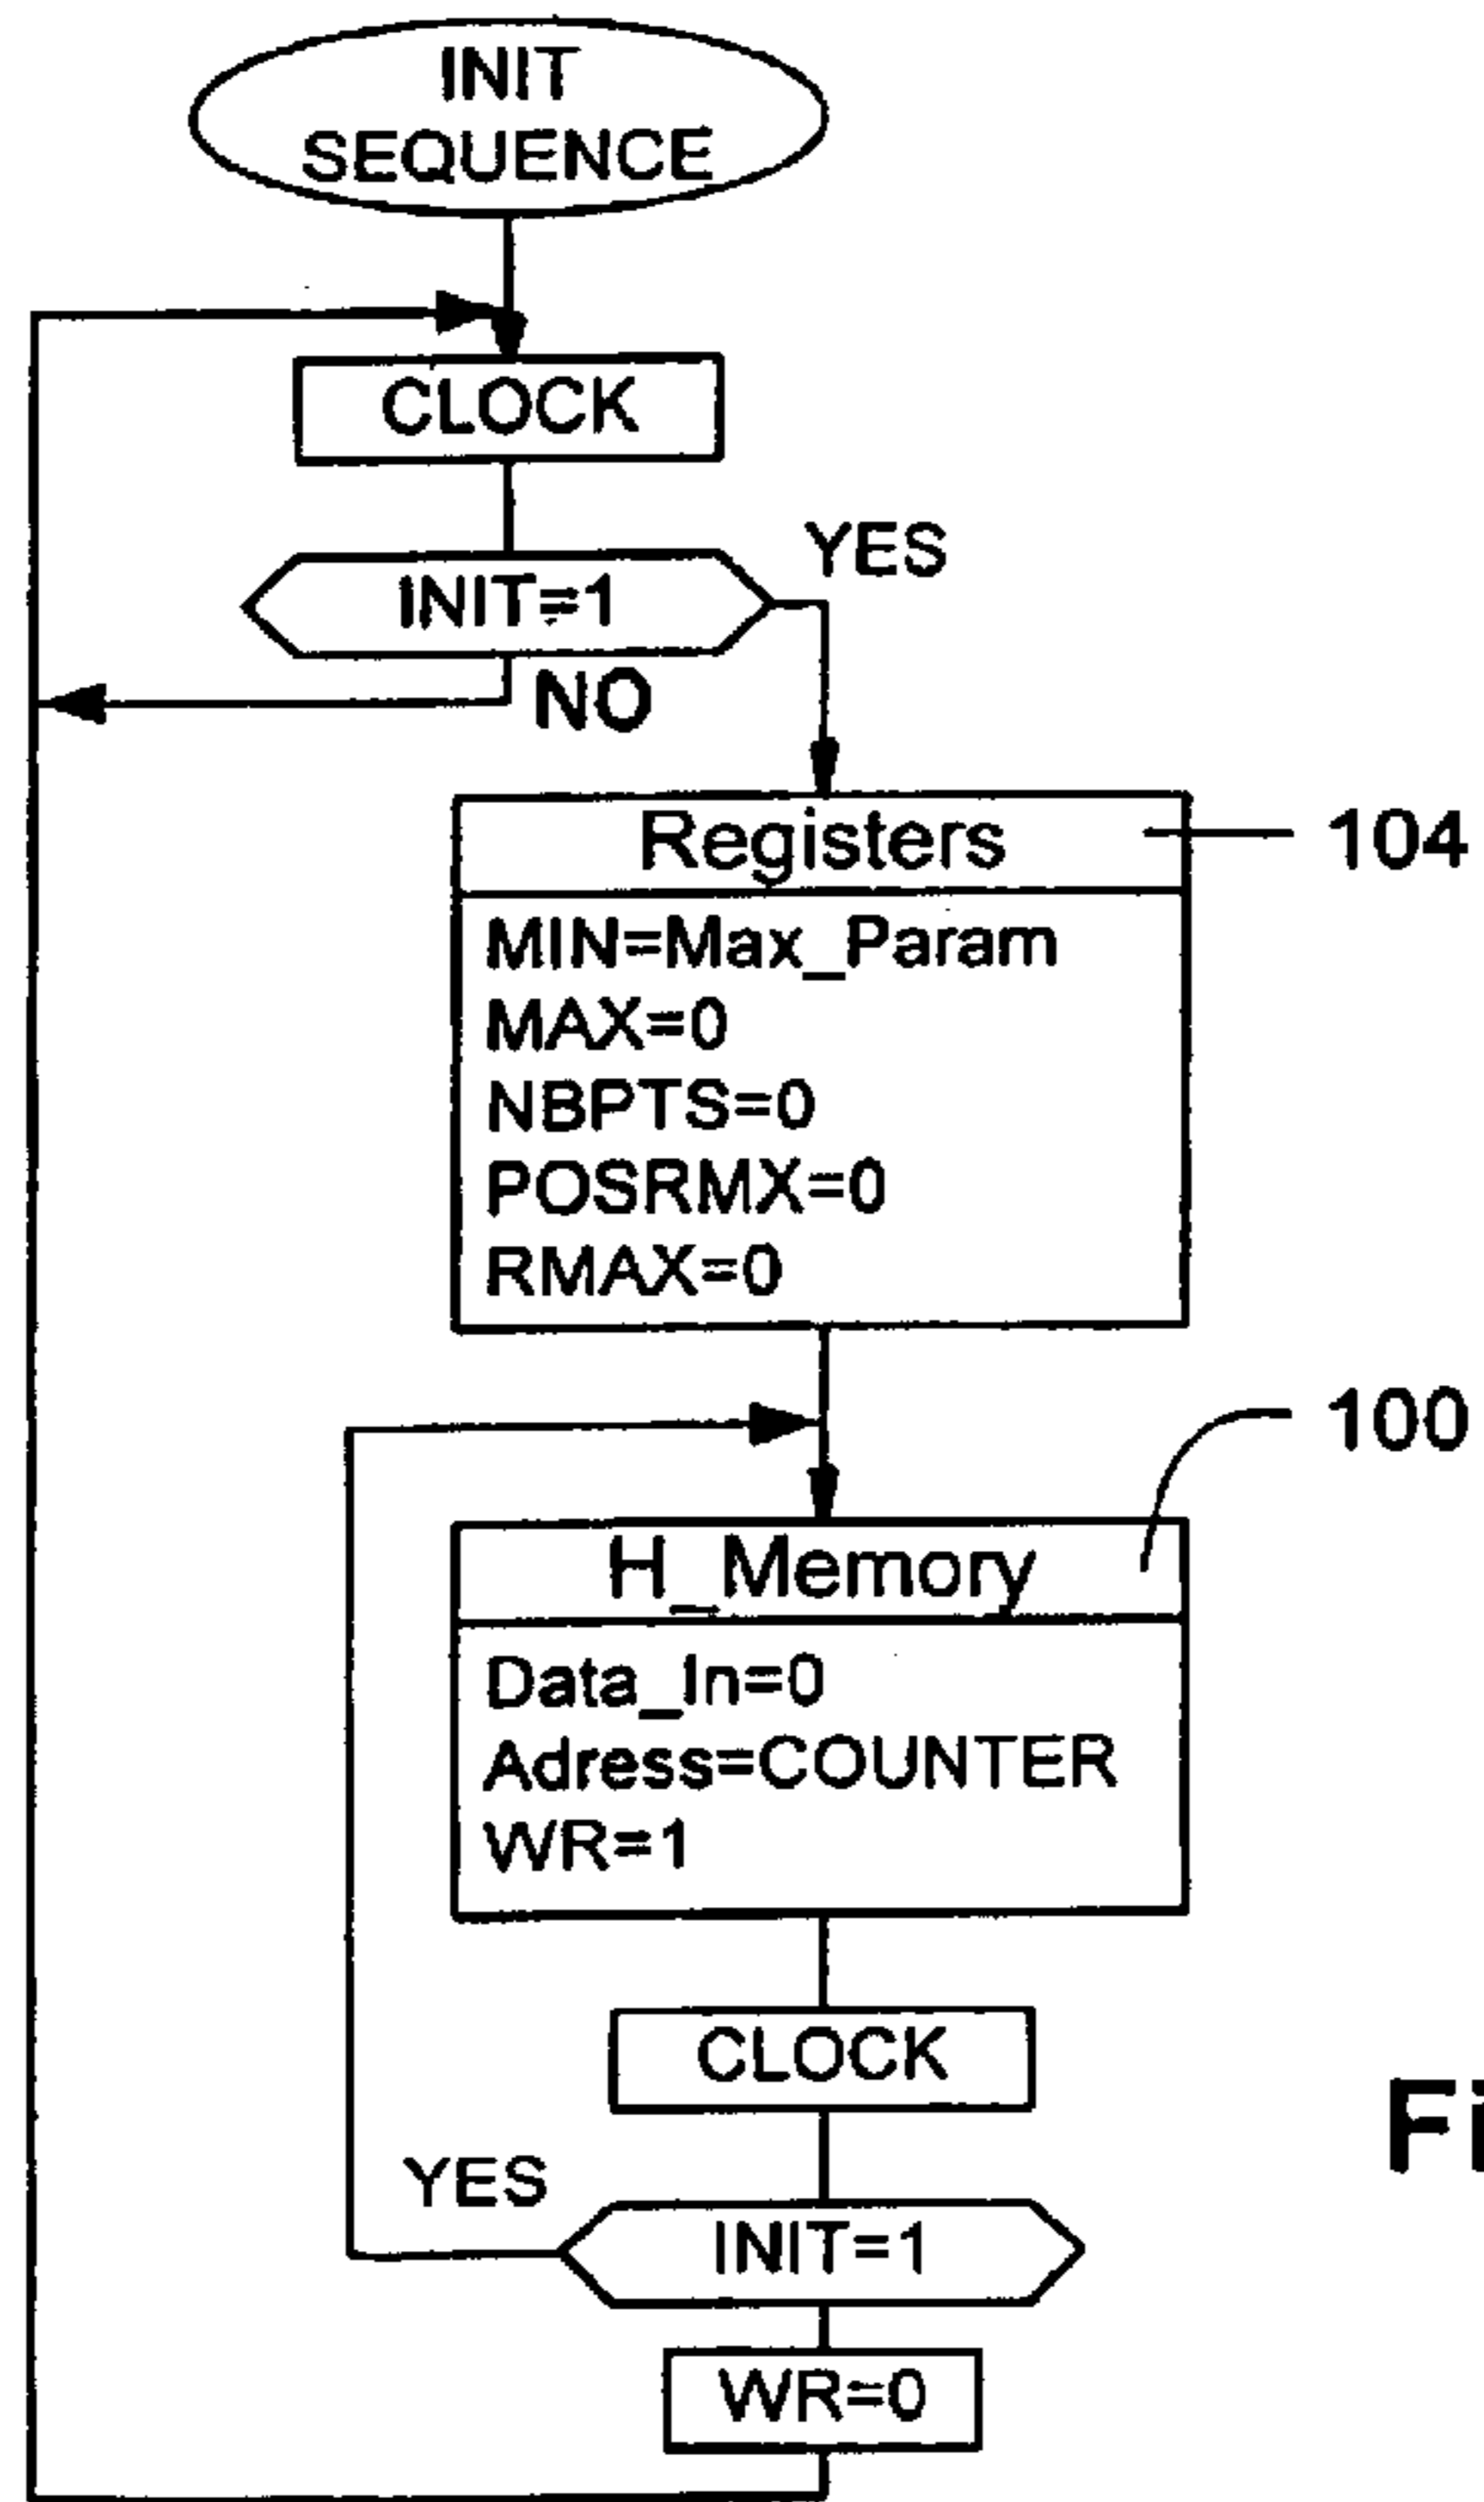 INIT
SEQUENCE
CLOCK
YES
INIT=1
NO
Registers
104
MIN=Max_Param
MAX=0
NBPTS=0
POSRMX=0
RMAX=0
100
H_Memory
Data_In=0
Adress=COUNTER
WR=1
CLOCK
YES
INIT=1
WR=0